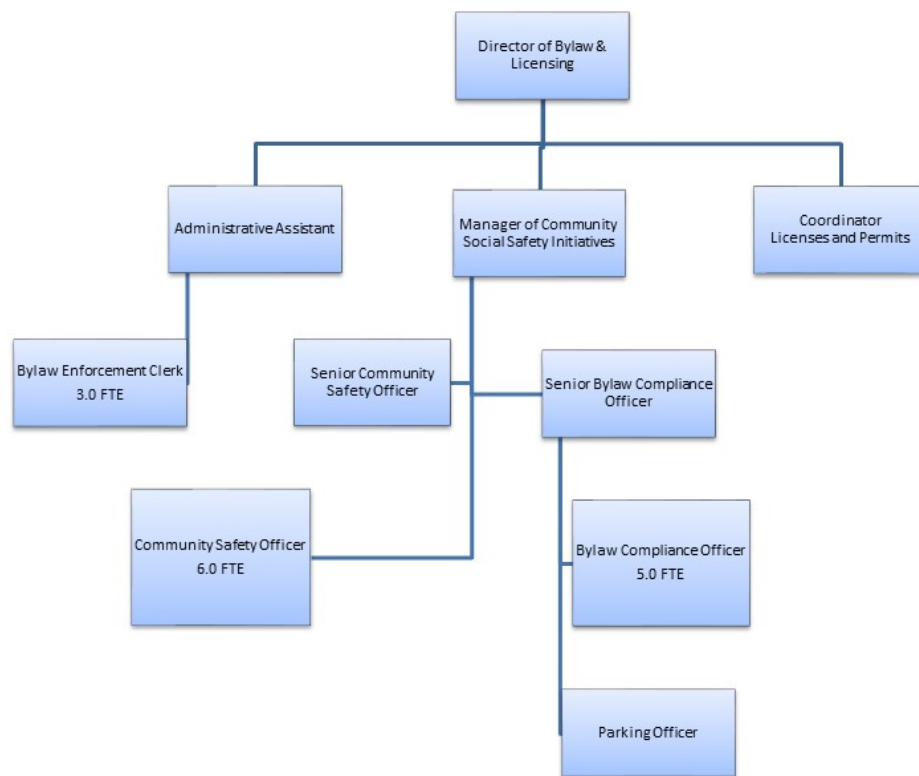 Director of Bylaw &
Licensing
Administrative Assistant
Manager of Community
Social Safety Initiatives
Coordinator
Licenses and Permits
Bylaw Enforcement Clerk
3.0 FTE
Senior Community
Safety Officer
Senior Bylaw Compliance
Officer
Community Safety Officer
6.0 FTE
Bylaw Compliance Officer
5.0 FTE
Parking Officer